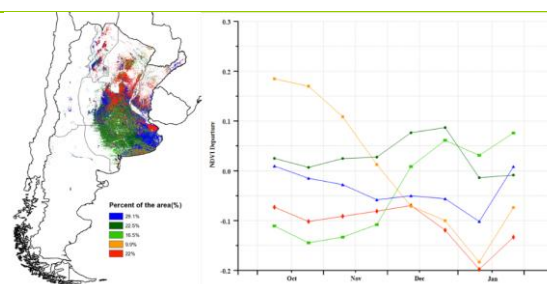 Percent of the area(%)
29.1%
22.5%
16.5%
9.9%
22%
NDVI Departure
0.3
0.2
0.1
0.0
-0.1
-0.2
Oct
Nov
Dec
Jan